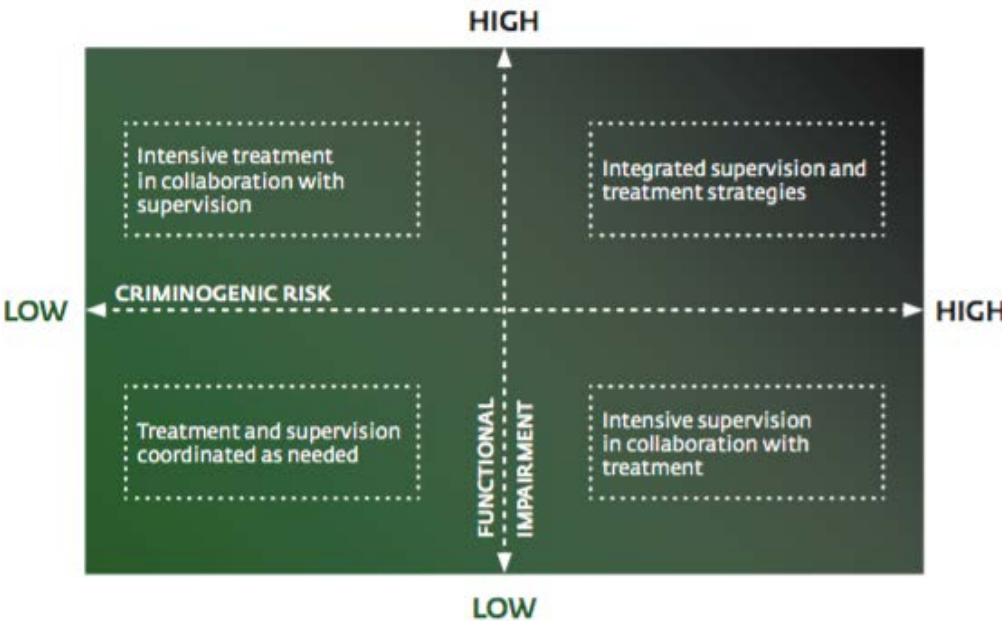 HIGH
Intensive treatment
in collaboration with
supervision
Integrated supervision and
treatment strategies
CRIMINOGENIC RISK
LOW
HIGH
Treatment and supervision
coordinated as needed
FUNCTIONAL
IMPAIRMENT
Intensive supervision
in collaboration with
treatment
LOW